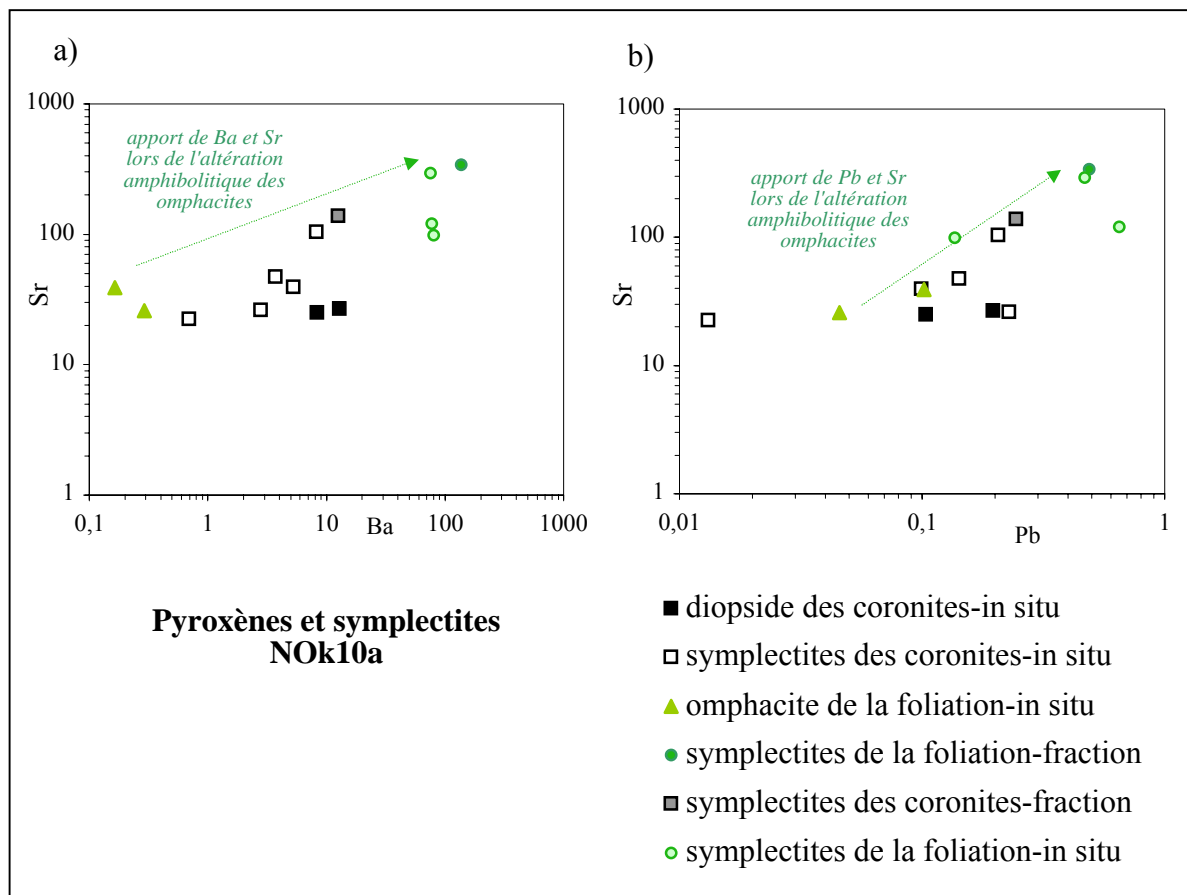 a)
1000
100
10
1
Sr
0,1
1
10
100
1000
Ba
apport de Ba et Sr
lors de l'altération
amphibolitique des
omphacites
b)
1000
100
10
1
Sr
0,01
0,1
1
Pb
apport de Pb et Sr
lors de l'altération
amphibolitique des
omphacites
Pyroxènes et symplectites
NOk10a
diopside des coronites-in situ
symplectites des coronites-in situ
omphacite de la foliation-in situ
symplectites de la foliation-fraction
symplectites des coronites-fraction
symplectites de la foliation-in situ